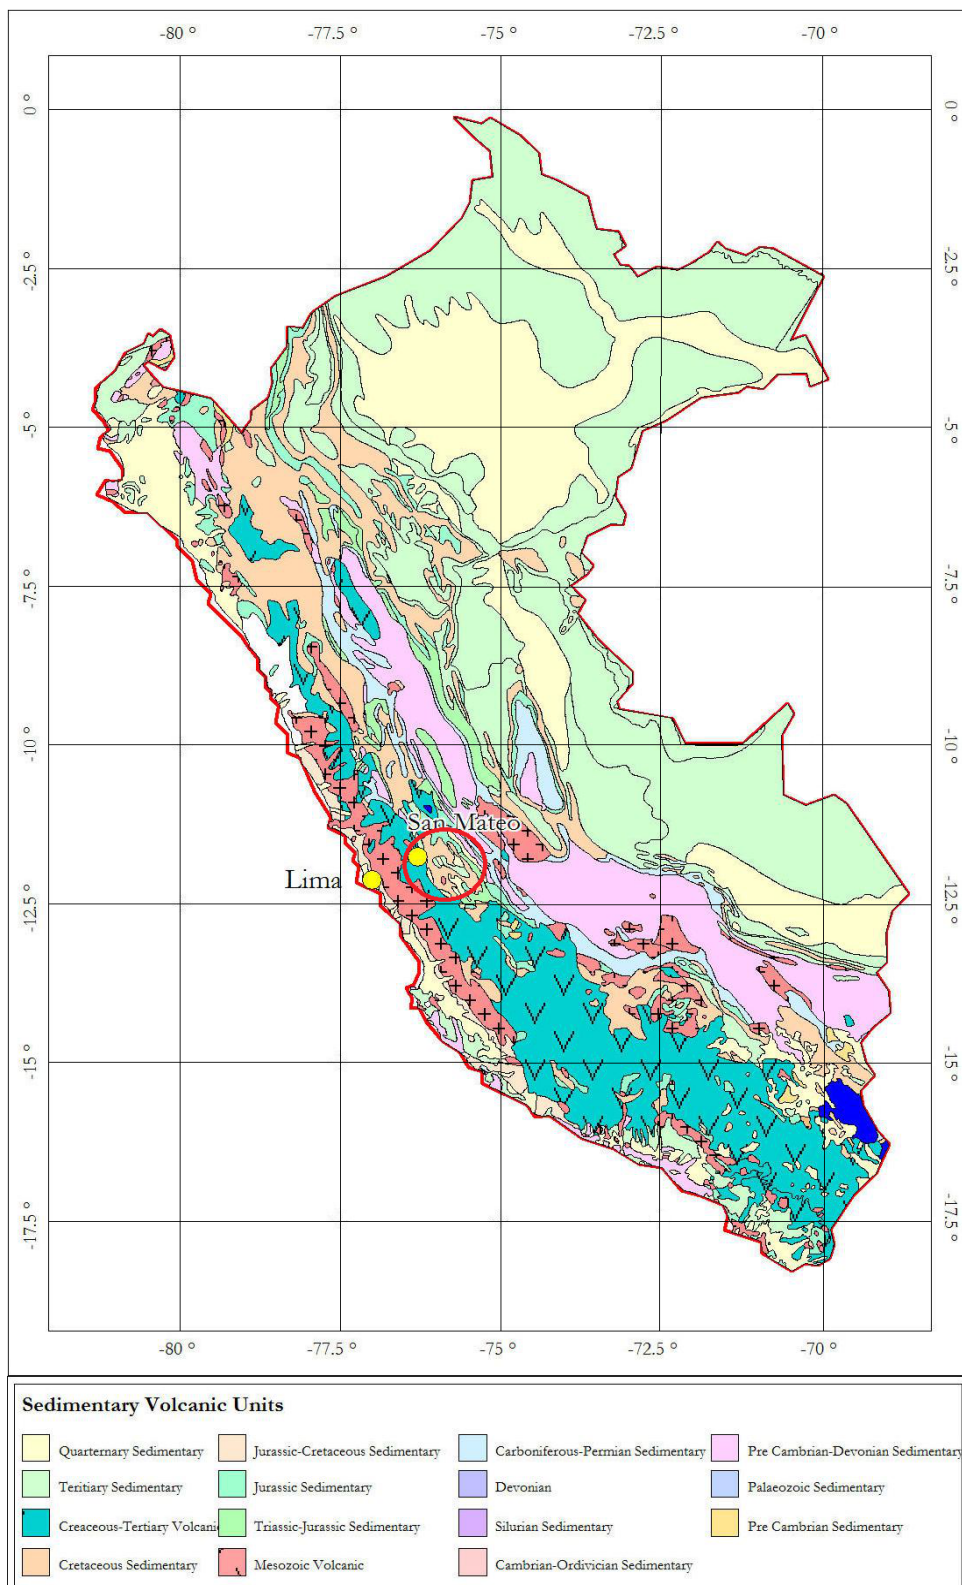 -80 ° -77.5 ° -75 ° -72.5 ° -70 °
0 ° 0 °
-2.5 ° -2.5 °
-5 ° -5 °
-7.5 ° -7.5 °
-10 ° -10 °
San Mateo
Lima
-12.5 ° -12.5 °
-15 ° -15 °
-17.5 ° -17.5 °
-80 ° -77.5 ° -75 ° -72.5 ° -70 °
Sedimentary Volcanic Units
Quarternary Sedimentary Jurassic-Cretaceous Sedimentary Carboniferous-Permian Sedimentary Pre Cambrian-Devonian Sedimentary
Teritiary Sedimentary Jurassic Sedimentary Devonian Palaeozoic Sedimentary
Creaceous-Tertiary Volcanic Triassic-Jurassic Sedimentary Silurian Sedimentary Pre Cambrian Sedimentary
Cretaceous Sedimentary Mesozoic Volcanic Cambrian-Ordivician Sedimentary